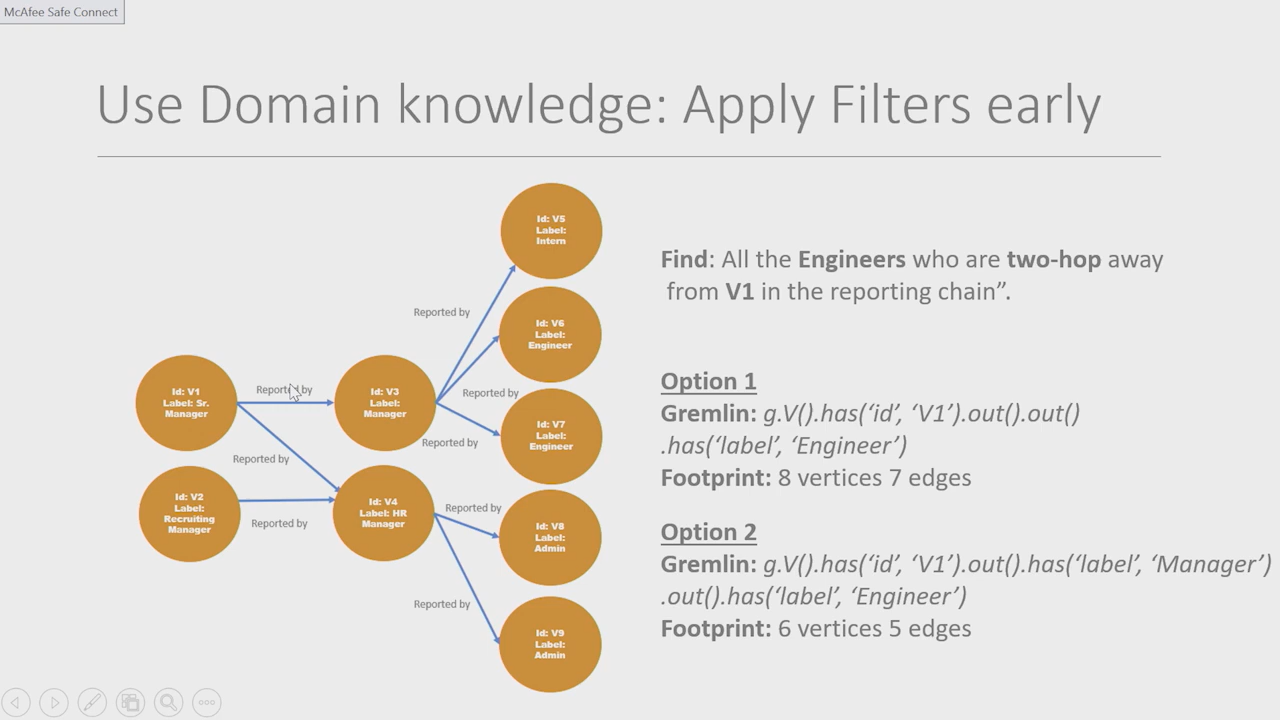 McAfee Safe Connect
Use Domain knowledge: Apply Filters early
Id: V5
Label:
Intern
Reported by
Id: V6
Label:
Engineer
Id: V1
Label: Sr.
Manager
Reported by
Id: V3
Label:
Manager
Reported by
Id: V7
Label:
Engineer
Reported by
Reported by
Id: V2
Label:
Recruiting
Manager
Reported by
Id: V4
Label: HR
Manager
Reported by
Id: V8
Label:
Admin
Reported by
Id: V9
Label:
Admin
Find: All the Engineers who are two-hop away
from V1 in the reporting chain”.
Option 1
Gremlin: g.V().has(‘id’, ‘V1’).out().out()
.has(‘label’, ‘Engineer’)
Footprint: 8 vertices 7 edges
Option 2
Gremlin: g.V().has(‘id’, ‘V1’).out().has(‘label’, ‘Manager’)
.out().has(‘label’, ‘Engineer’)
Footprint: 6 vertices 5 edges